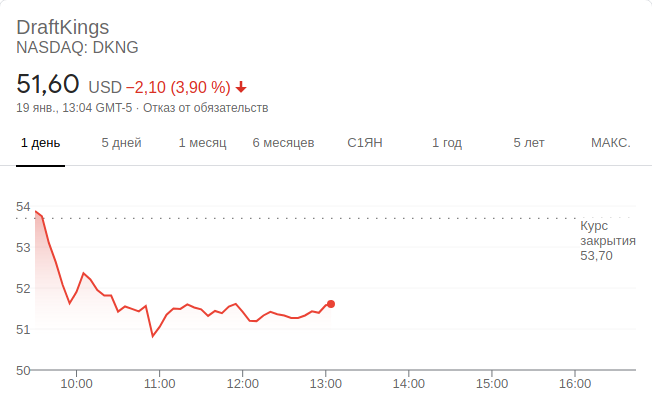 DraftKings
NASDAQ: DKNG
51,60 USD −2,10 (3,90 %)
19 янв., 13:04 GMT-5 · Отказ от обязательств
1 день 5 дней 1 месяц 6 месяцев С1ЯН 1 год 5 лет МАКС.
54
53
52
51
50
Курс
закрытия
53,70
10:00 11:00 12:00 13:00 14:00 15:00 16:00